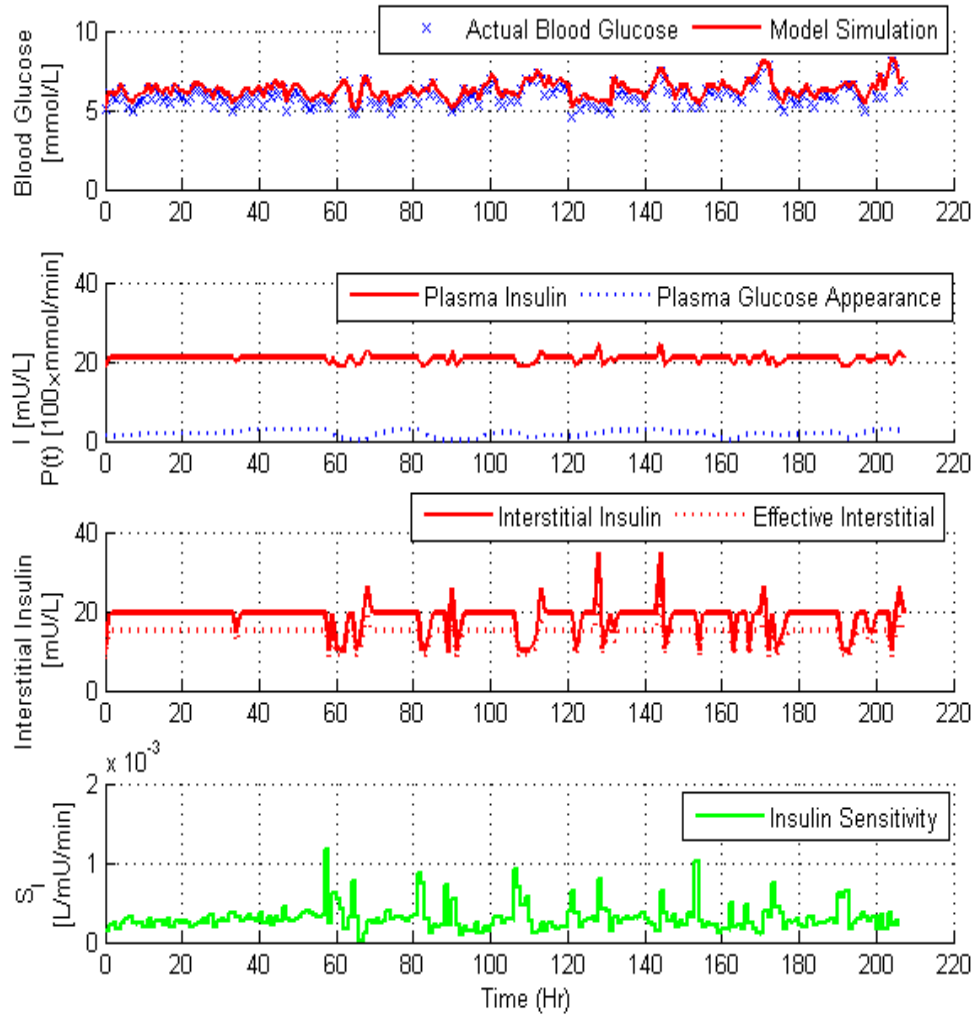 Actual Blood Glucose
Model Simulation
Blood Glucose
[mmol/L]
10
5
0
0 20 40 60 80 100 120 140 160 180 200 220
Plasma Insulin
Plasma Glucose Appearance
I [mU/L]
P(t) [100×mmol/min]
40
20
0
0 20 40 60 80 100 120 140 160 180 200 220
Interstitial Insulin
Effective Interstitial
Interstitial Insulin
[mU/L]
40
20
0
0 20 40 60 80 100 120 140 160 180 200 220
x 10⁻³
Insulin Sensitivity
S_I
[L/mU/min]
2
1
0
0 20 40 60 80 100 120 140 160 180 200 220
Time (Hr)